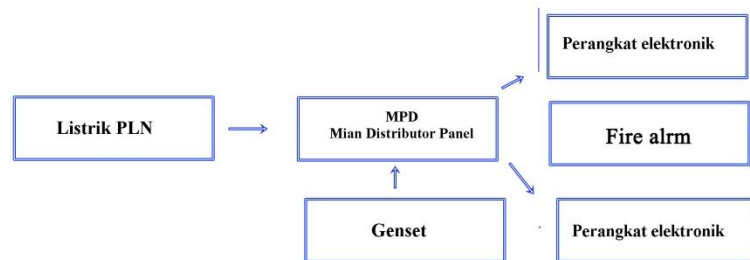 Perangkat elektronik
Listrik PLN
MPD
Mian Distributor Panel
Fire alrm
Genset
Perangkat elektronik